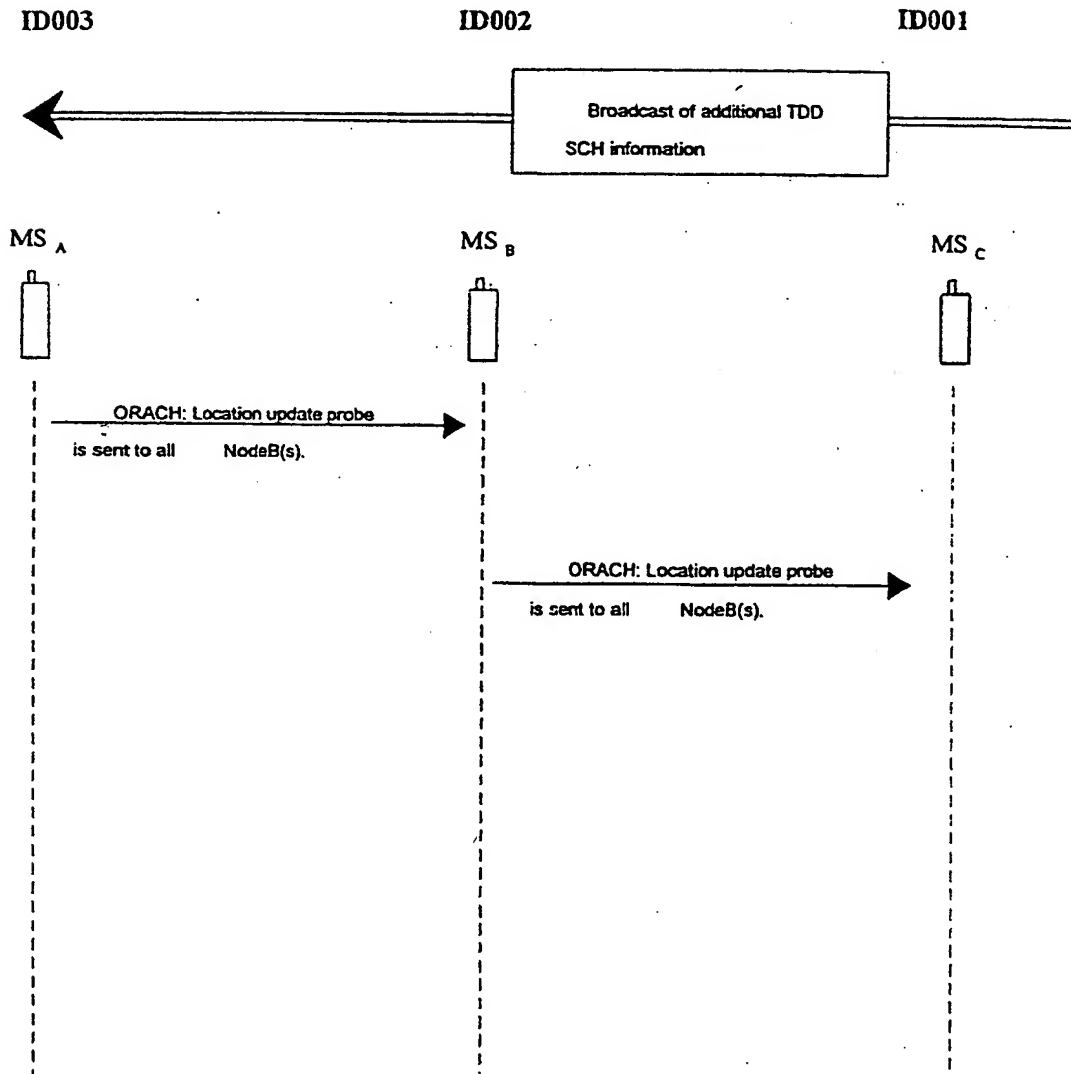 ID003 ID002 ID001
Broadcast of additional TDD
SCH information
MS A MS B MS C
ORACH: Location update probe
is sent to all NodeB(s).
ORACH: Location update probe
is sent to all NodeB(s).